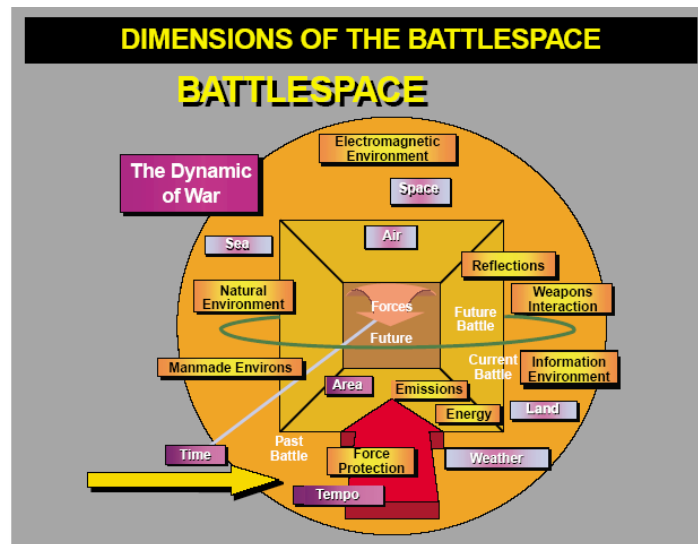 DIMENSIONS OF THE BATTLESPACE
BATTLESPACE
Electromagnetic
Environment
The Dynamic
of War
Space
Air
Sea
Reflections
Natural
Environment
Weapons
Interaction
Forces
Future
Battle
Future
Manmade Environs
Current
Battle
Information
Environment
Area
Emissions
Energy
Land
Past
Battle
Time
Force
Protection
Weather
Tempo